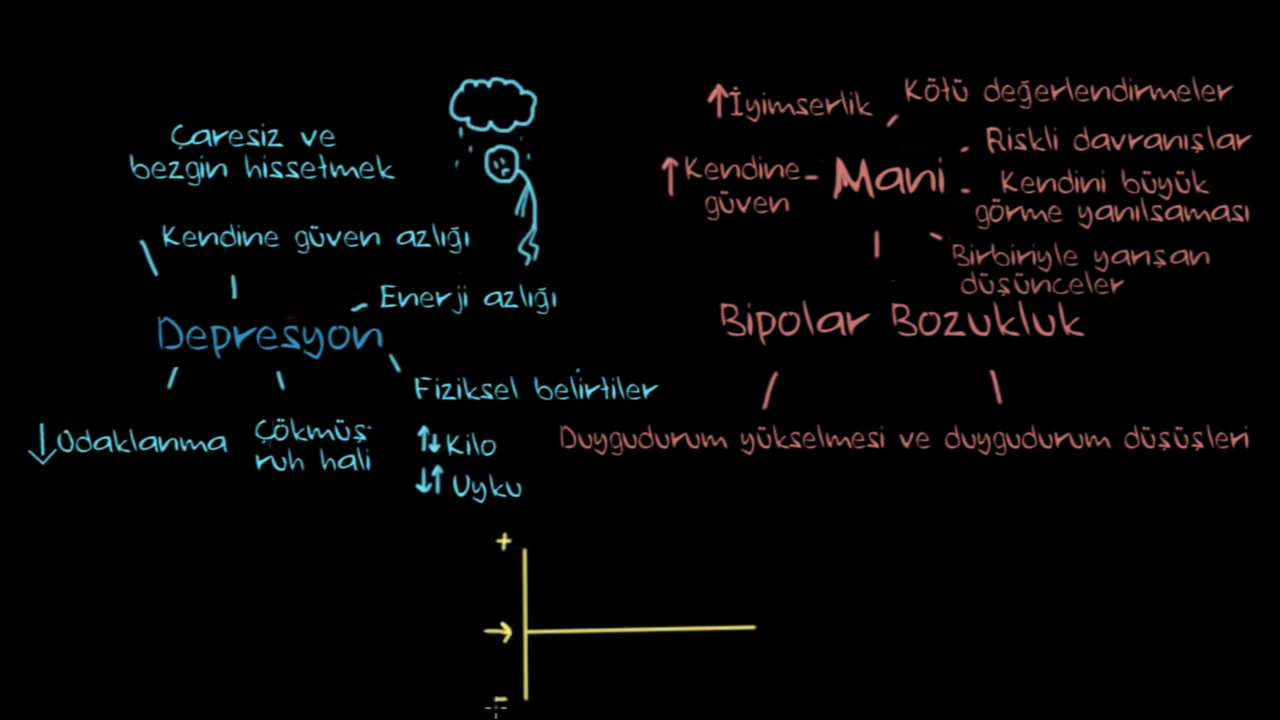 Çaresiz ve
bezgin hissetmek
Kendine güven azlığı
Enerji azlığı
Depresyon
Fiziksel belirtiler
↓Odaklanma
Çökmüş
ruh hali
↑↓Kilo
↓↑Uyku
↑İyimserlik
Kötü değerlendirmeler
Riskli davranışlar
↑Kendine
güven
Mani
Kendini büyük
görme yanılsaması
Birbiriyle yarışan
düşünceler
Bipolar Bozukluk
Duygudurum yükselmesi ve duygudurum düşüşleri
+
→
-